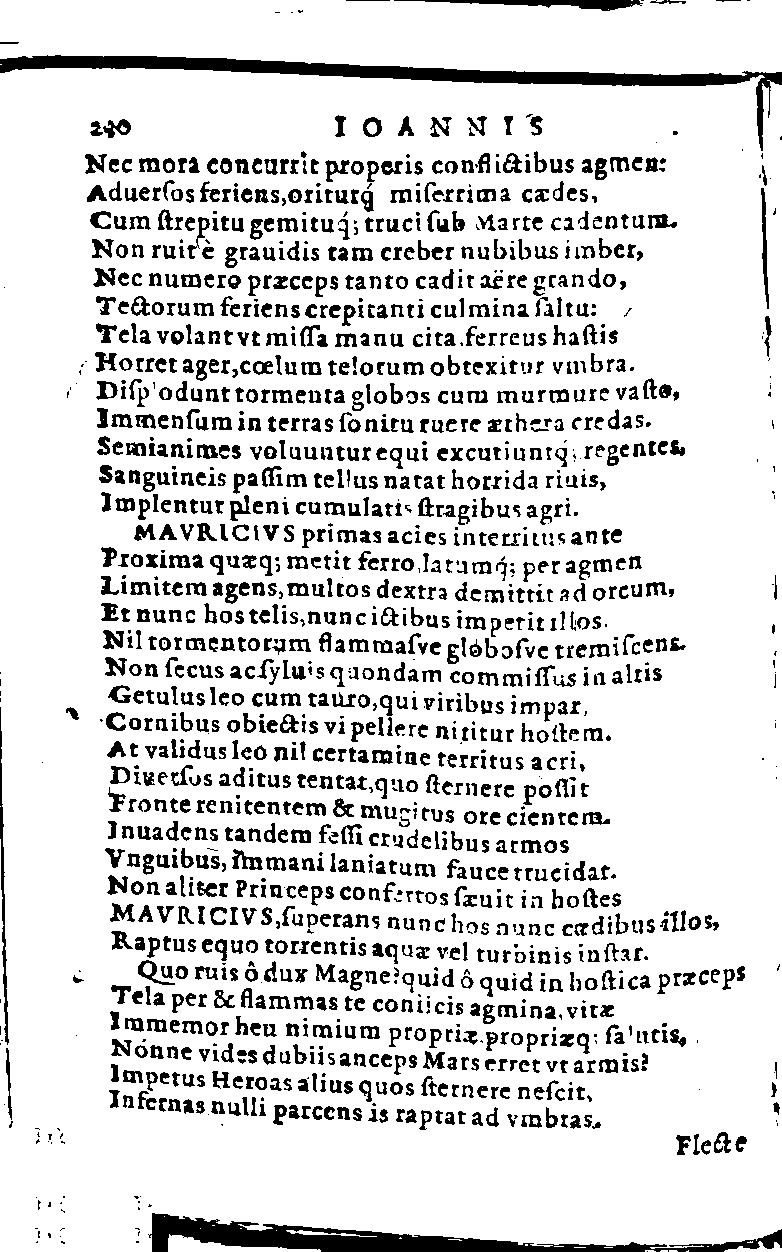 240 IOANNIS
Nec mora concurrit properis conflictibus agmen:
Aduerſos feriens, oriturq́ miſerrima cædes,
Cum ſtrepitu gemituq́; truci ſub Marte cadentum.
Non ruit è grauidis tam creber nubibus imber,
Nec numero præceps tanto cadit aëre grando,
Tectorum feriens crepitanti culmina ſaltu:
Tela volant vt miſſa manu cita, ferreus haſtis
Horret ager, cœlum telorum obtexitur vmbra.
Diſplodunt tormenta globos cum murmure vaſto,
Immenſum in terras ſonitu ruere æthera credas.
Semianimes voluuntur equi excutiuntq́; regentes,
Sanguineis paſſim tellus natat horrida riuis,
Implentur pleni cumulatis ſtragibus agri.
MAVRICIVS primas acies interritus ante
Proxima quæq; metit ferro, latumq́; per agmen
Limitem agens, multos dextra demittit ad orcum,
Et nunc hos telis, nunc ictibus imperit illos.
Nil tormentorum flammaſve globoſve tremiſcens.
Non ſecus ac ſyluis quondam commiſſus in altis
Getulus leo cum tauro, qui viribus impar,
Cornibus obiectis vi pellere nititur hoſtem.
At validus leo nil certamine territus acri,
Diuerſos aditus tentat, quo ſternere poſſit
Fronte renitentem & mugitus ore cientem.
Inuadens tandem feſſi crudelibus armos
Vnguibus, immani laniatum fauce trucidat.
Non aliter Princeps confertos ſæuit in hoſtes
MAVRICIVS, ſuperans nunc hos nunc cædibus illos,
Raptus equo torrentis aquæ vel turbinis inſtar.
Quo ruis ô dux Magne? quid ô quid in hoſtica præceps
Tela per & flammas te coniicis agmina, vitæ
Immemor heu nimium propriæ, propriæq; ſalutis,
Nónne vides dubiis anceps Mars erret vt armis?
Impetus Heroas alius quos ſternere neſcit,
Infernas nulli parcens is raptat ad vmbras.
Flecte